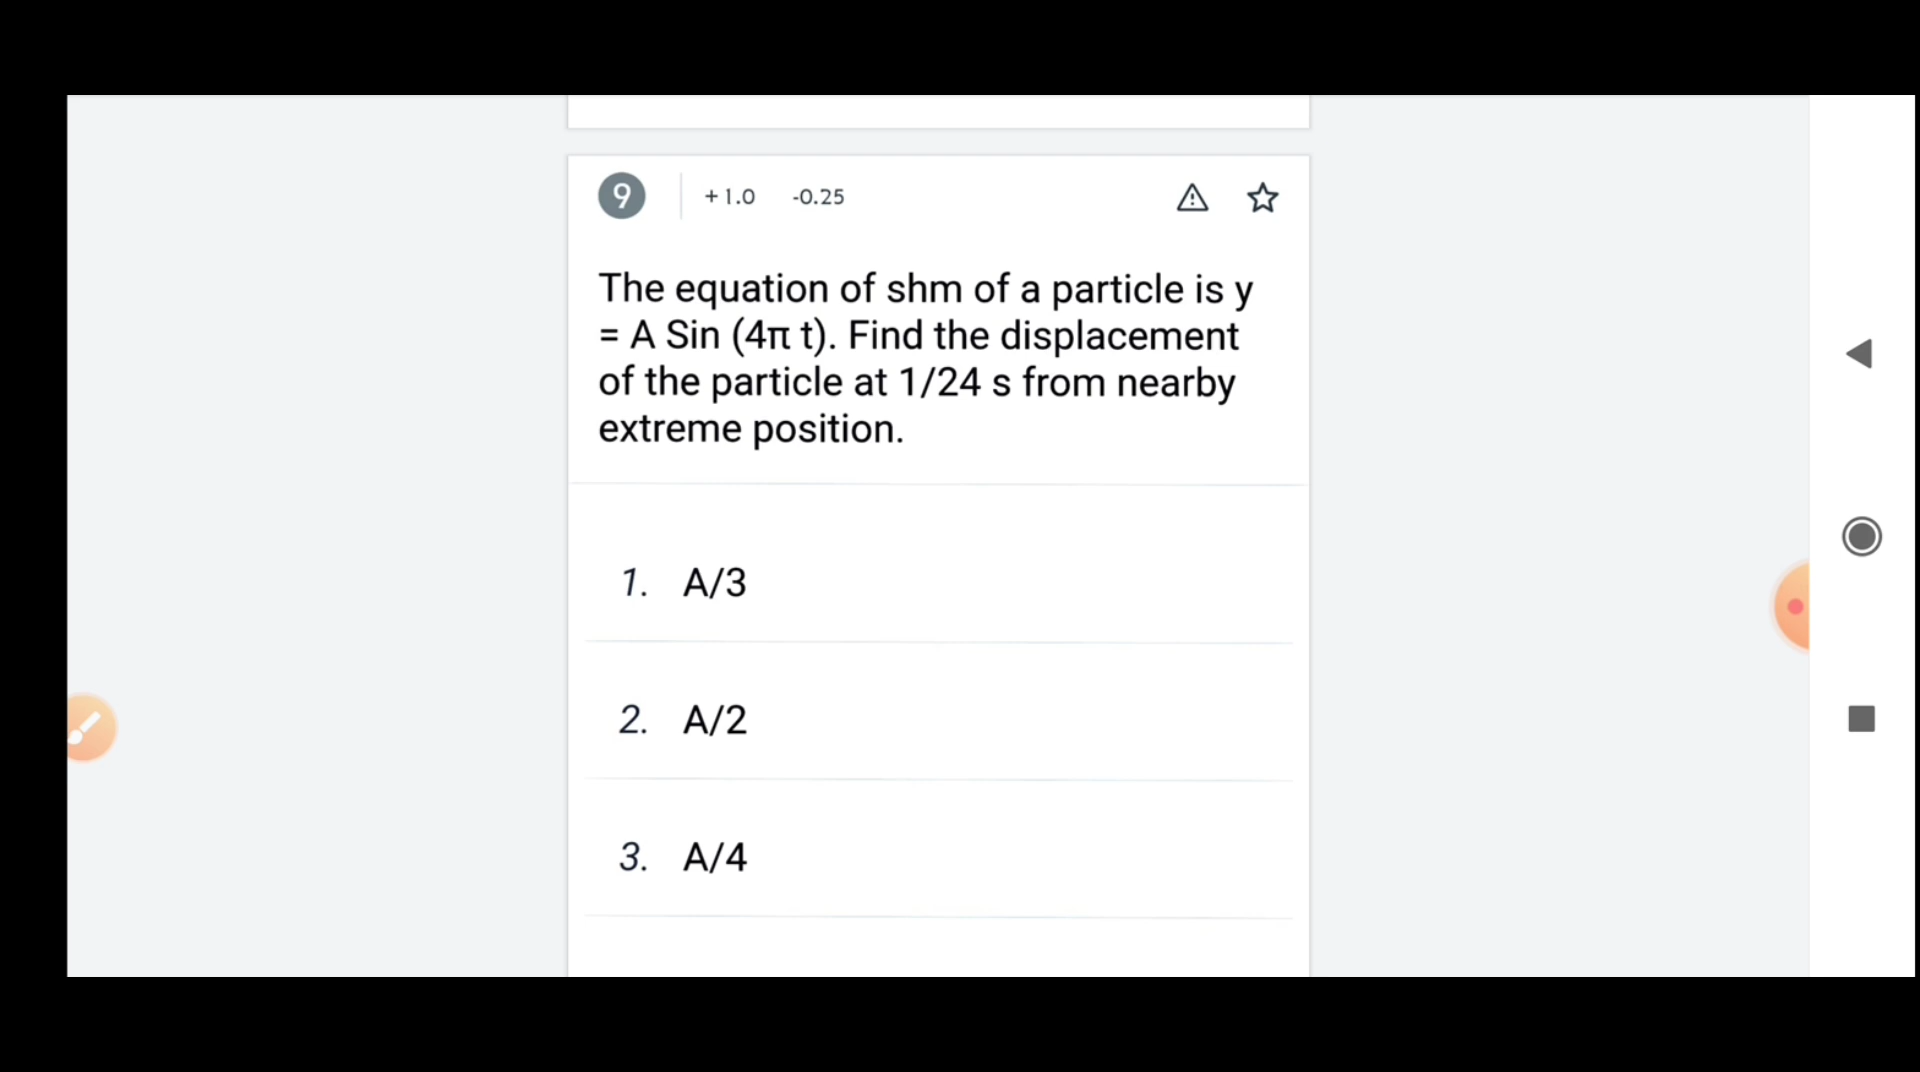 9 +1.0 -0.25
The equation of shm of a particle is y
= A Sin (4π t). Find the displacement
of the particle at 1/24 s from nearby
extreme position.
1. A/3
2. A/2
3. A/4